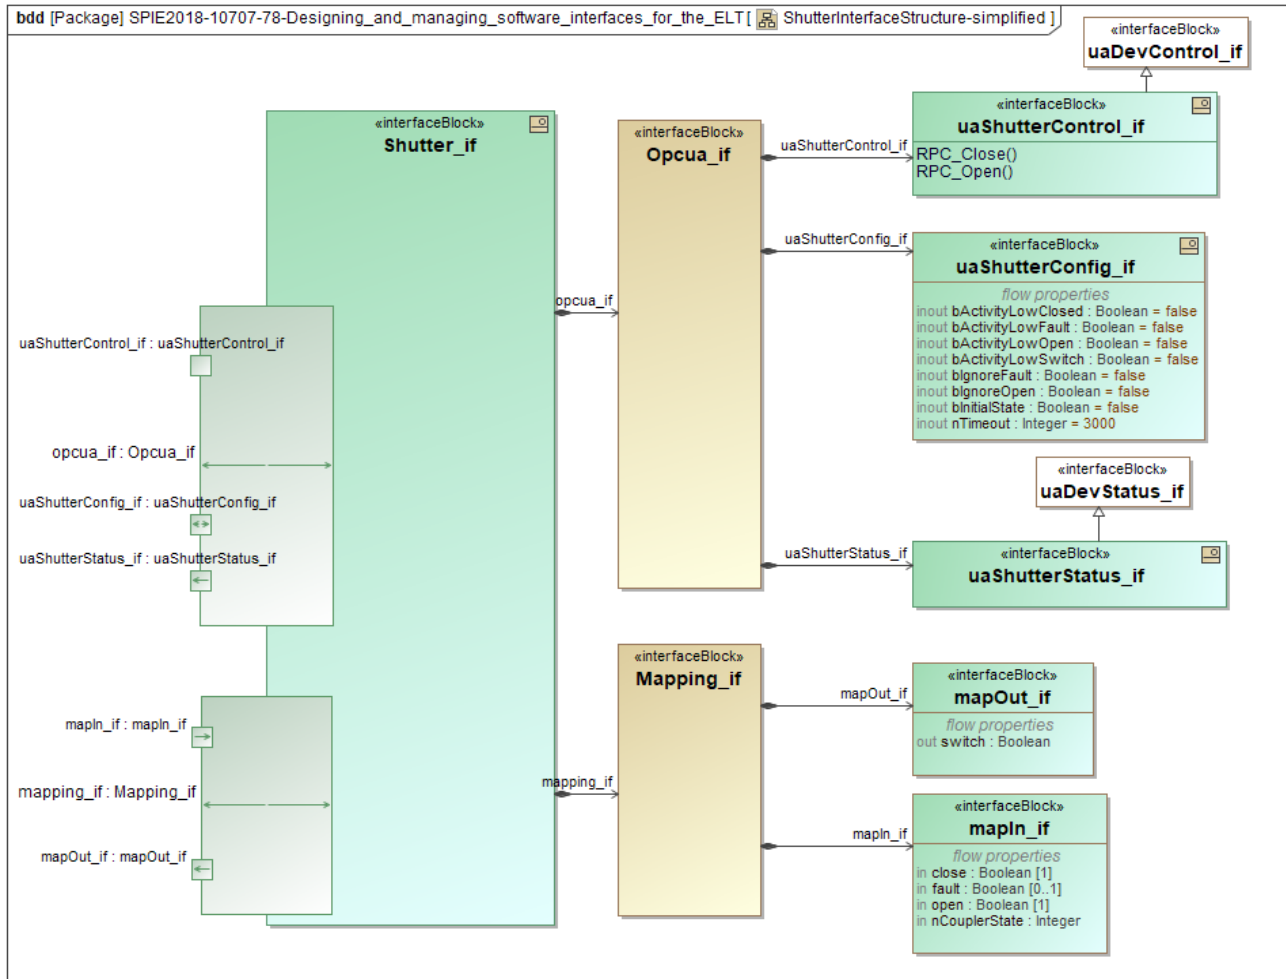 bdd [Package] SPIE2018-10707-78-Designing_and_managing_software_interfaces_for_the_ELT[ ShutterInterfaceStructure-simplified ]
«interfaceBlock»
uaDevControl_if
«interfaceBlock»
Shutter_if
«interfaceBlock»
Opcua_if
uaShutterControl_if
«interfaceBlock»
uaShutterControl_if
RPC_Close()
RPC_Open()
uaShutterConfig_if
«interfaceBlock»
uaShutterConfig_if
flow properties
inout bActivityLowClosed : Boolean = false
inout bActivityLowFault : Boolean = false
inout bActivityLowOpen : Boolean = false
inout bActivityLowSwitch : Boolean = false
inout bIgnoreFault : Boolean = false
inout bIgnoreOpen : Boolean = false
inout bInitialState : Boolean = false
inout nTimeout : Integer = 3000
opcua_if
uaShutterControl_if : uaShutterControl_if
opcua_if : Opcua_if
uaShutterConfig_if : uaShutterConfig_if
uaShutterStatus_if : uaShutterStatus_if
«interfaceBlock»
uaDevStatus_if
uaShutterStatus_if
«interfaceBlock»
uaShutterStatus_if
«interfaceBlock»
Mapping_if
mapIn_if : mapIn_if
mapping_if : Mapping_if
mapOut_if : mapOut_if
mapping_if
mapOut_if
«interfaceBlock»
mapOut_if
flow properties
out switch : Boolean
mapIn_if
«interfaceBlock»
mapIn_if
flow properties
in close : Boolean [1]
in fault : Boolean [0..1]
in open : Boolean [1]
in nCouplerState : Integer